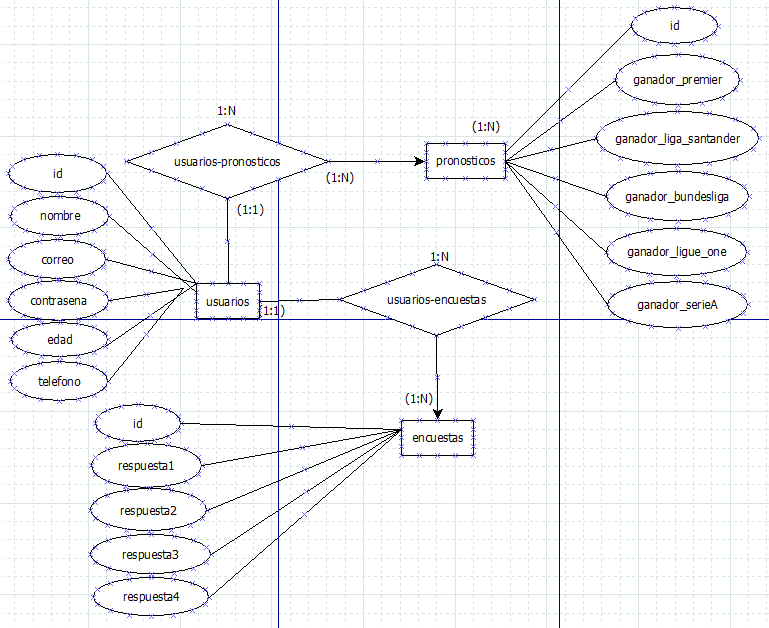 id
ganador_premier
1:N
(1:N)
ganador_liga_santander
usuarios-pronosticos
pronosticos
id
(1:N)
ganador_bundesliga
nombre
(1:1)
correo
1:N
ganador_ligue_one
contrasena
usuarios
usuarios-encuestas
ganador_serieA
1:1)
edad
telefono
(1:N)
id
encuestas
respuesta1
respuesta2
respuesta3
respuesta4